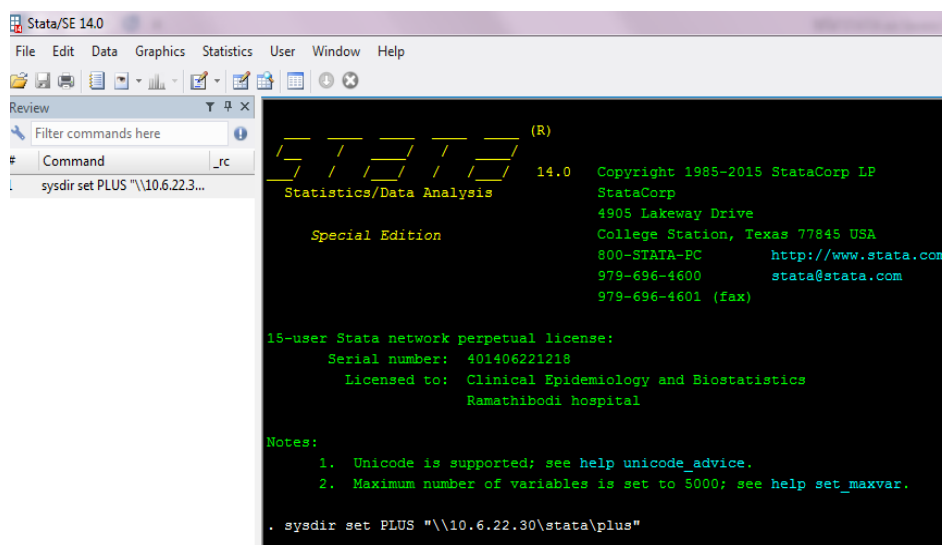 Stata/SE 14.0
File Edit Data Graphics Statistics User Window Help
Review
Filter commands here
# Command _rc
sysdir set PLUS "\\10.6.22.3...
(R)
STATA 14.0 Copyright 1985-2015 StataCorp LP
Statistics/Data Analysis StataCorp
4905 Lakeway Drive
Special Edition College Station, Texas 77845 USA
800-STATA-PC http://www.stata.com
979-696-4600 stata@stata.com
979-696-4601 (fax)
15-user Stata network perpetual license:
Serial number: 401406221218
Licensed to: Clinical Epidemiology and Biostatistics
Ramathibodi hospital
Notes:
1. Unicode is supported; see help unicode_advice.
2. Maximum number of variables is set to 5000; see help set_maxvar.
. sysdir set PLUS "\\10.6.22.30\stata\plus"